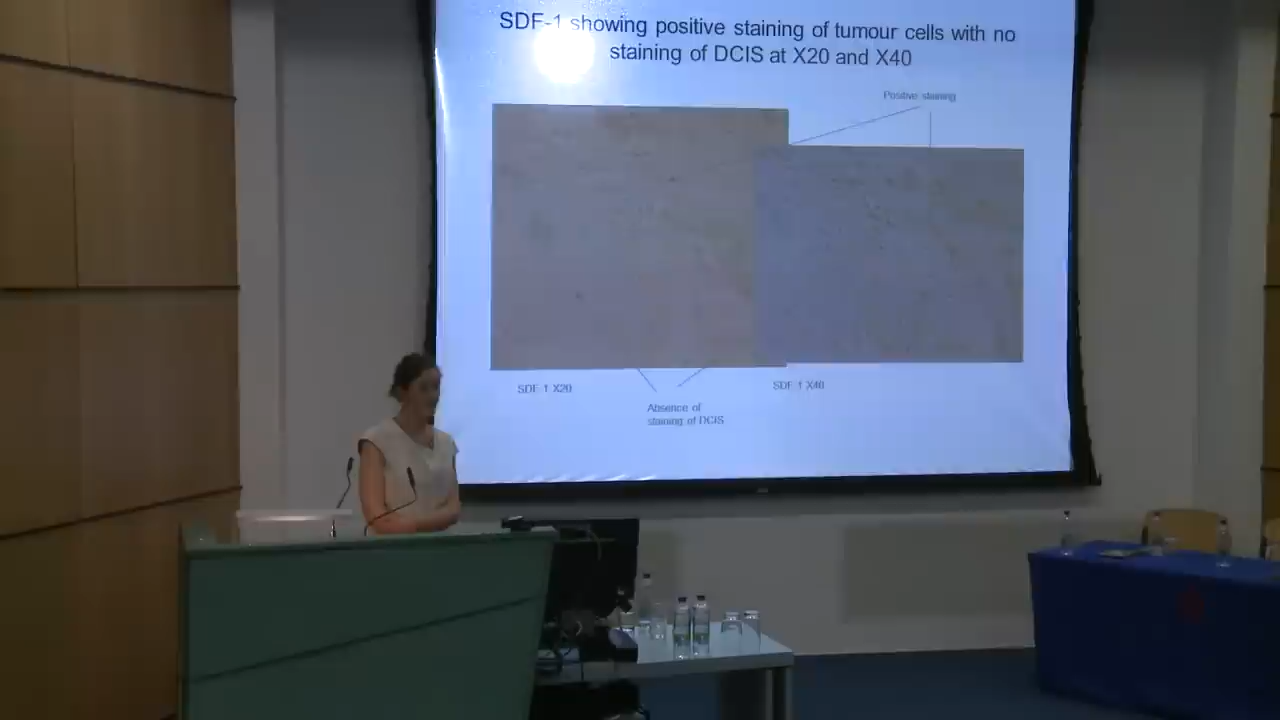 SDF-1 showing positive staining of tumour cells with no
staining of DCIS at X20 and X40
Positive staining
SDF 1 X20
SDF 1 X40
Absence of
staining of DCIS